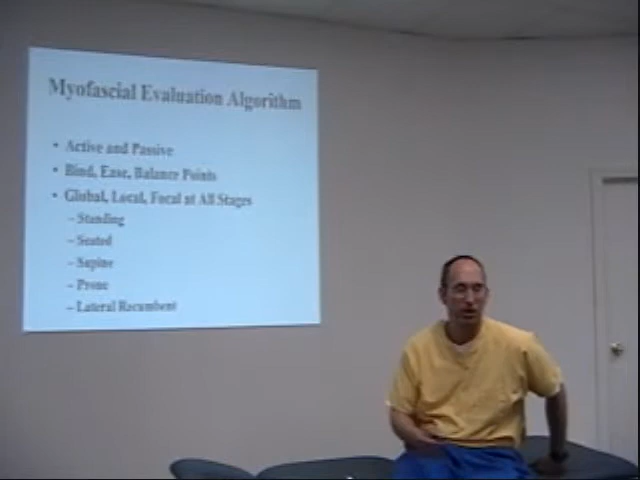 Myofascial Evaluation Algorithm
• Active and Passive
• Bind, Ease, Balance Points
• Global, Local, Focal at All Stages
– Standing
– Seated
– Supine
– Prone
– Lateral Recumbent